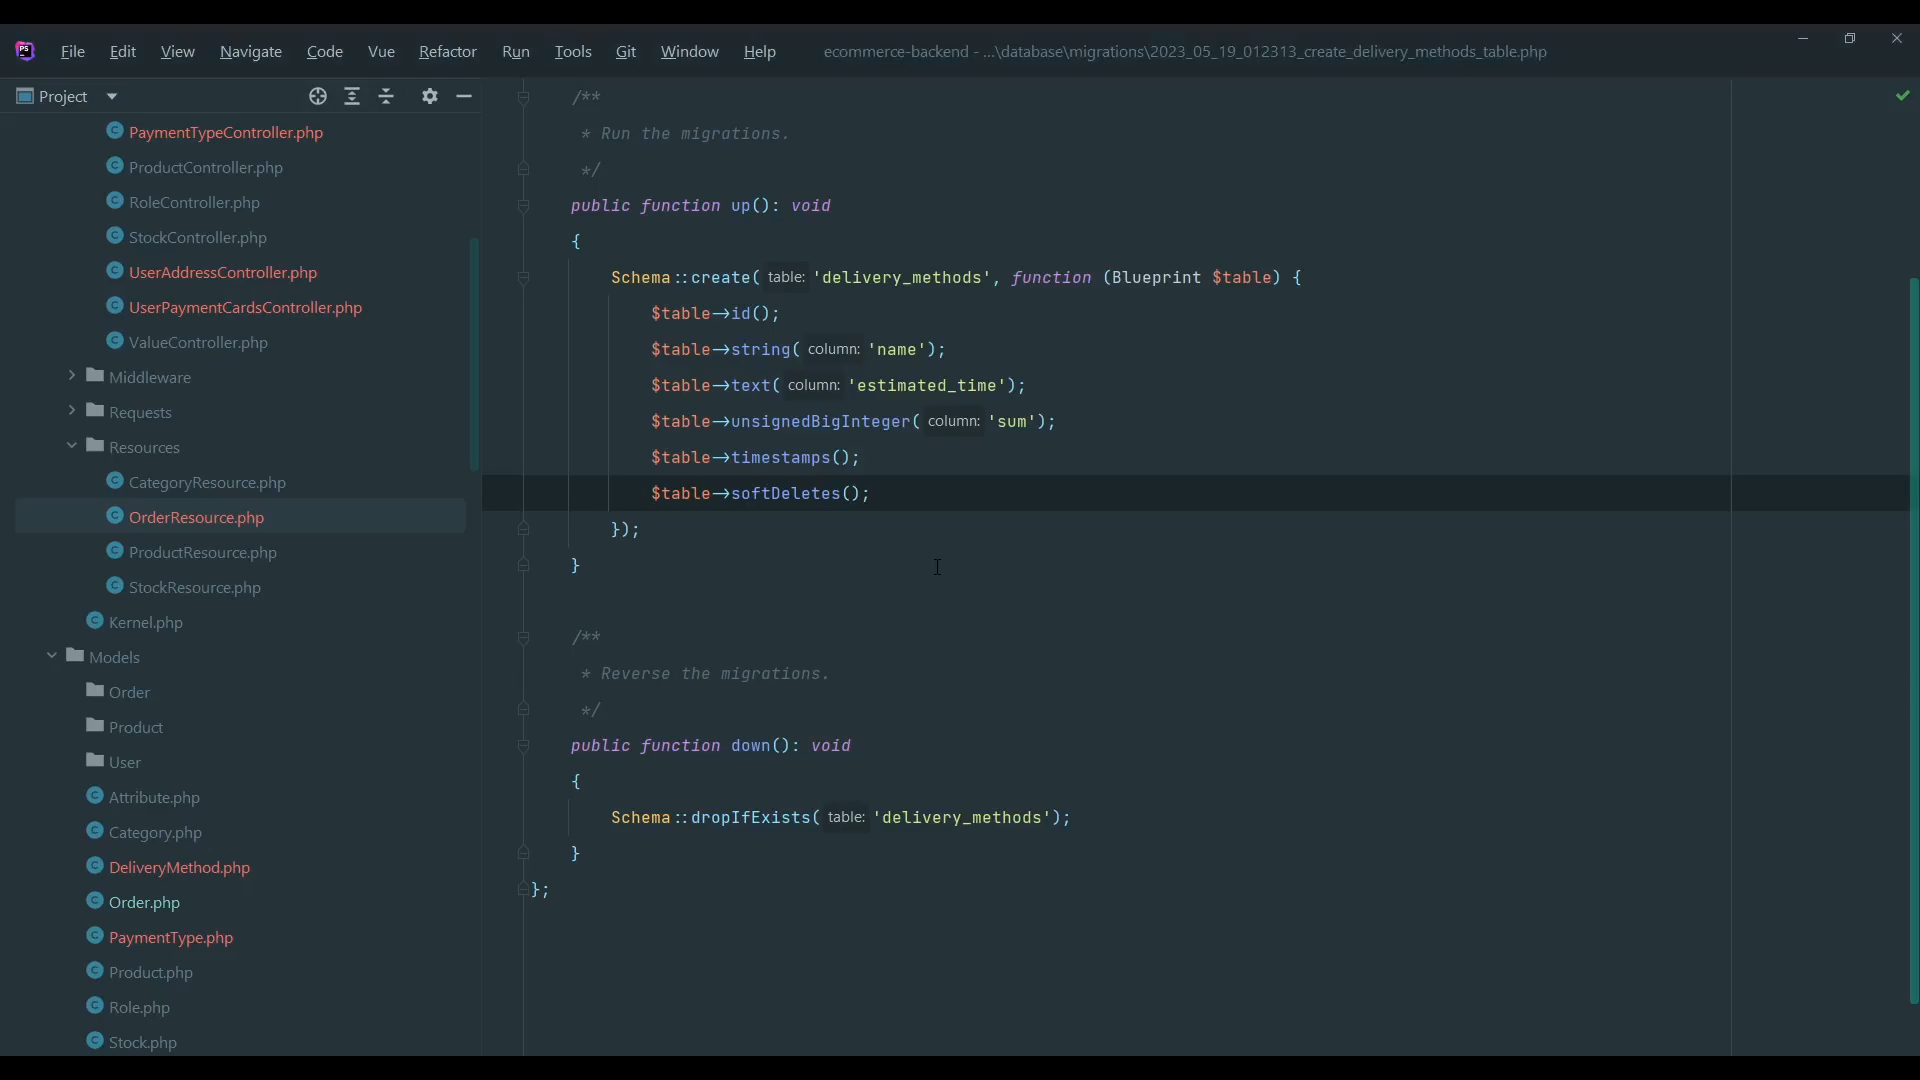 PS File Edit View Navigate Code Vue Refactor Run Tools Git Window Help ecommerce-backend - ...\database\migrations\2023_05_19_012313_create_delivery_methods_table.php
Project
PaymentTypeController.php
ProductController.php
RoleController.php
StockController.php
UserAddressController.php
UserPaymentCardsController.php
ValueController.php
Middleware
Requests
Resources
CategoryResource.php
OrderResource.php
ProductResource.php
StockResource.php
Kernel.php
Models
Order
Product
User
Attribute.php
Category.php
DeliveryMethod.php
Order.php
PaymentType.php
Product.php
Role.php
Stock.php
/**
* Run the migrations.
*/
public function up(): void
{
Schema::create( table: 'delivery_methods', function (Blueprint $table) {
$table->id();
$table->string( column: 'name');
$table->text( column: 'estimated_time');
$table->unsignedBigInteger( column: 'sum');
$table->timestamps();
$table->softDeletes();
});
}
/**
* Reverse the migrations.
*/
public function down(): void
{
Schema::dropIfExists( table: 'delivery_methods');
}
};